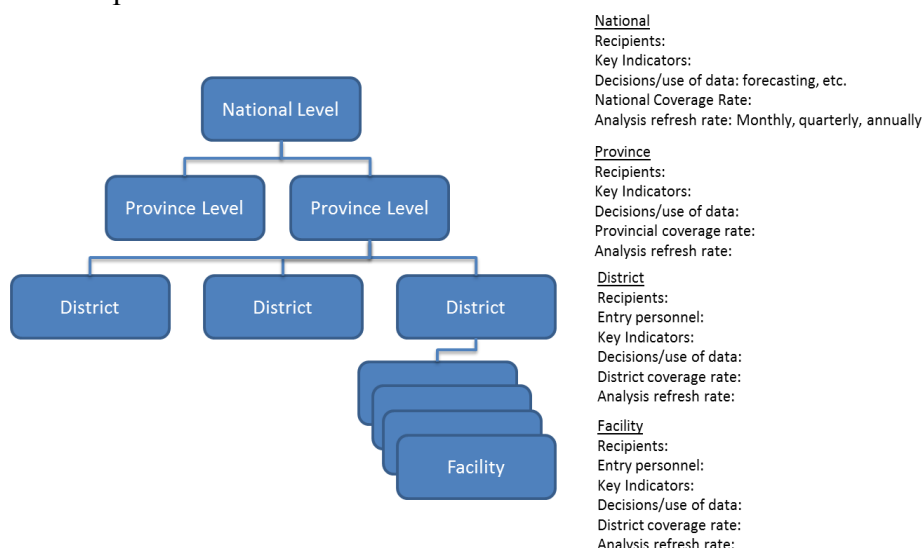 National Level
Province Level
Province Level
District
District
District
Facility
National
Recipients:
Key Indicators:
Decisions/use of data: forecasting, etc.
National Coverage Rate:
Analysis refresh rate: Monthly, quarterly, annually
Province
Recipients:
Key Indicators:
Decisions/use of data:
Provincial coverage rate:
Analysis refresh rate:
District
Recipients:
Entry personnel:
Key Indicators:
Decisions/use of data:
District coverage rate:
Analysis refresh rate:
Facility
Recipients:
Entry personnel:
Key Indicators:
Decisions/use of data:
District coverage rate:
Analysis refresh rate: